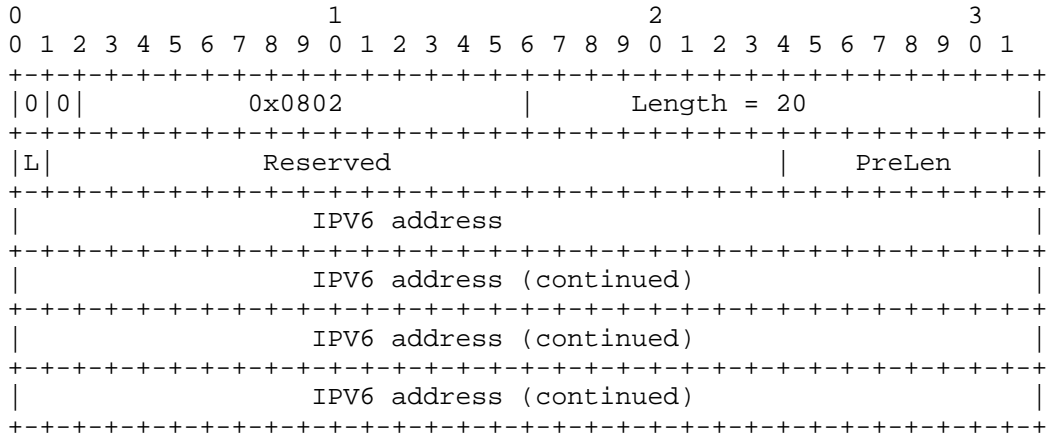 0                   1                   2                   3
0 1 2 3 4 5 6 7 8 9 0 1 2 3 4 5 6 7 8 9 0 1 2 3 4 5 6 7 8 9 0 1
+-+-+-+-+-+-+-+-+-+-+-+-+-+-+-+-+-+-+-+-+-+-+-+-+-+-+-+-+-+-+-+-+
|0|0|          0x0802           |      Length = 20              |
+-+-+-+-+-+-+-+-+-+-+-+-+-+-+-+-+-+-+-+-+-+-+-+-+-+-+-+-+-+-+-+-+
|L|             Reserved                        |    PreLen     |
+-+-+-+-+-+-+-+-+-+-+-+-+-+-+-+-+-+-+-+-+-+-+-+-+-+-+-+-+-+-+-+-+
|                  IPV6 address                                 |
+-+-+-+-+-+-+-+-+-+-+-+-+-+-+-+-+-+-+-+-+-+-+-+-+-+-+-+-+-+-+-+-+
|                  IPV6 address (continued)                     |
+-+-+-+-+-+-+-+-+-+-+-+-+-+-+-+-+-+-+-+-+-+-+-+-+-+-+-+-+-+-+-+-+
|                  IPV6 address (continued)                     |
+-+-+-+-+-+-+-+-+-+-+-+-+-+-+-+-+-+-+-+-+-+-+-+-+-+-+-+-+-+-+-+-+
|                  IPV6 address (continued)                     |
+-+-+-+-+-+-+-+-+-+-+-+-+-+-+-+-+-+-+-+-+-+-+-+-+-+-+-+-+-+-+-+-+